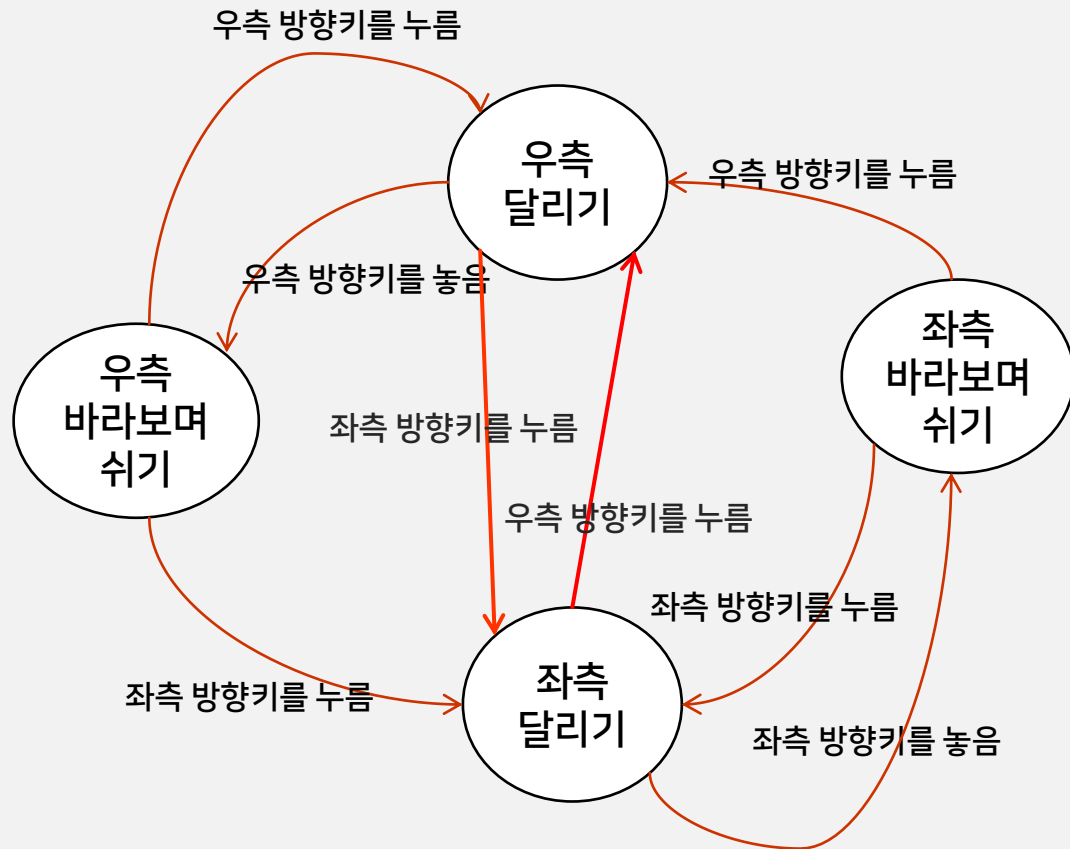 우측 방향키를 누름
우측
달리기
우측 방향키를 누름
우측 방향키를 놓음
우측
바라보며
쉬기
좌측
바라보며
쉬기
좌측 방향키를 누름
우측 방향키를 누름
좌측 방향키를 누름
좌측 방향키를 누름
좌측
달리기
좌측 방향키를 놓음